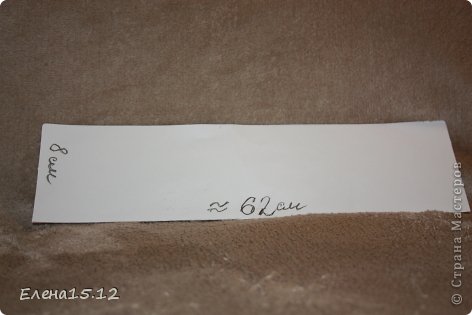 8 см
≈ 62 см
Елена15.12
© Страна Мастеров